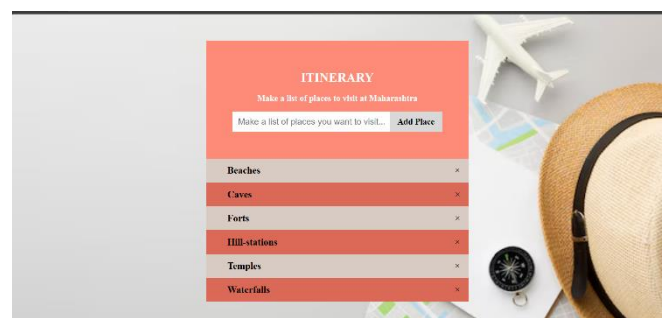 ITINERARY
Make a list of places to visit at Maharashtra
Make a list of places you want to visit... Add Place
Beaches ×
Caves ×
Forts ×
Hill-stations ×
Temples ×
Waterfalls ×